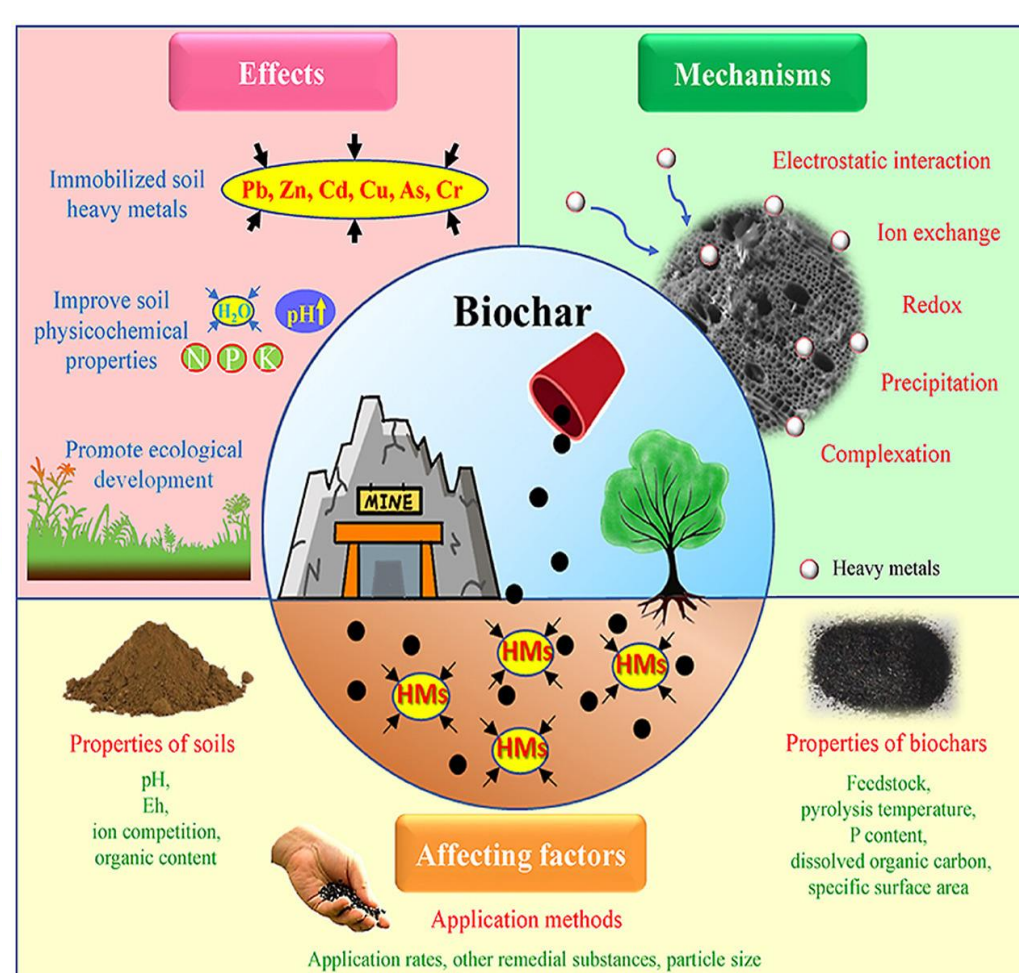 Effects
Immobilized soil
heavy metals
Pb, Zn, Cd, Cu, As, Cr
Improve soil
physicochemical
properties
H₂O
pH↑
N P K
Promote ecological
development
Mechanisms
Electrostatic interaction
Ion exchange
Redox
Precipitation
Complexation
Heavy metals
Biochar
MINE
HMs
HMs
HMs
HMs
Properties of soils
pH,
Eh,
ion competition,
organic content
Affecting factors
Application methods
Application rates, other remedial substances, particle size
Properties of biochars
Feedstock,
pyrolysis temperature,
P content,
dissolved organic carbon,
specific surface area